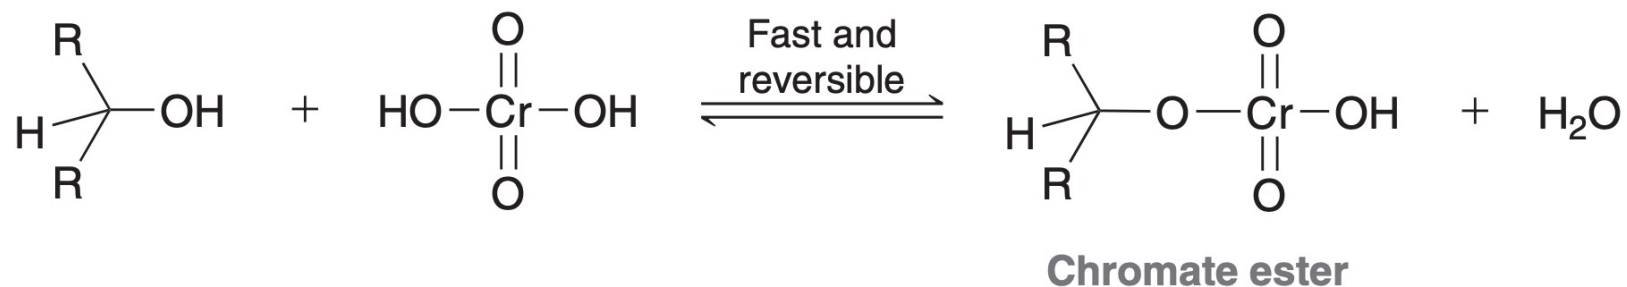 R
H
OH
R
+
O
HO Cr OH
O
Fast and
reversible
R
H
O
R
O
Cr OH
O
+
H₂O
Chromate ester